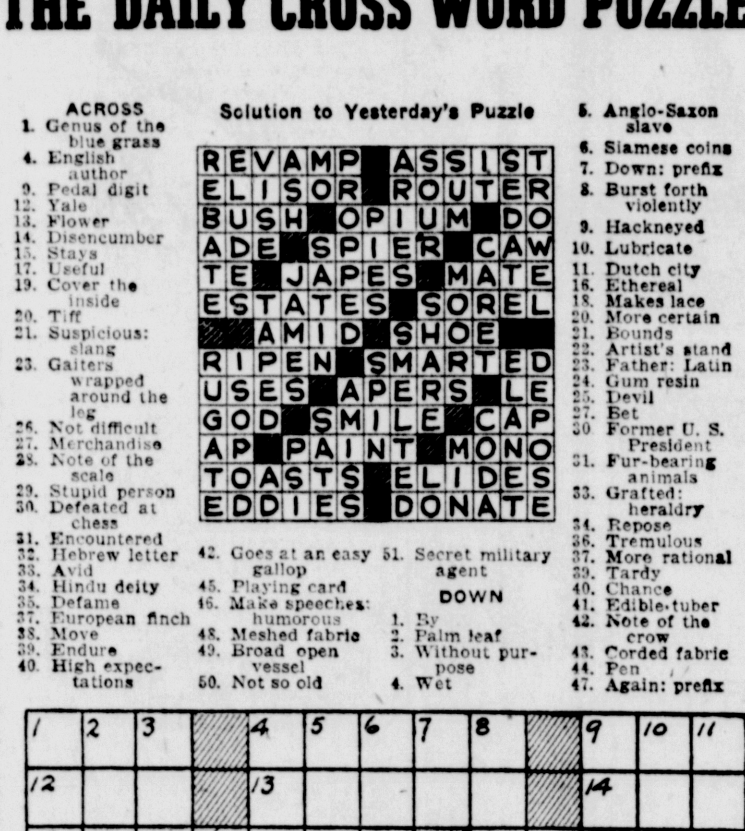 THE DAILY CROSS WORD PUZZLE
ACROSS
1. Genus of the
blue grass
4. English
author
9. Pedal digit
12. Yale
13. Flower
14. Disencumber
15. Stays
17. Useful
19. Cover the
inside
20. Tiff
21. Suspicious:
slang
23. Gaiters
wrapped
around the
leg
26. Not difficult
27. Merchandise
28. Note of the
scale
29. Stupid person
30. Defeated at
chess
31. Encountered
32. Hebrew letter
33. Avid
34. Hindu deity
35. Defame
37. European finch
38. Move
39. Endure
40. High expec-
tations
Solution to Yesterday's Puzzle
REVAMP ASSIST
ELISOR ROUTER
BUSH OPIUM DO
ADE SPIER CAW
TE JAPES MATE
ESTATES SOREL
AMID SHOE
RIPEN SMARTED
USES APERS LE
GOD SMILE CAP
AP PAINT MONO
TOASTS ELIDES
EDDIES DONATE
42. Goes at an easy
gallop
45. Playing card
46. Make speeches:
humorous
48. Meshed fabric
49. Broad open
vessel
50. Not so old
51. Secret military
agent
DOWN
1. By
2. Palm leaf
3. Without pur-
pose
4. Wet
5. Anglo-Saxon
slave
6. Siamese coins
7. Down: prefix
8. Burst forth
violently
9. Hackneyed
10. Lubricate
11. Dutch city
16. Ethereal
18. Makes lace
20. More certain
21. Bounds
22. Artist's stand
23. Father: Latin
24. Gum resin
25. Devil
27. Bet
30 Former U. S.
President
31. Fur-bearing
animals
33. Grafted:
heraldry
34. Repose
36. Tremulous
37. More rational
39. Tardy
40. Chance
41. Edible tuber
42. Note of the
crow
43. Corded fabric
44. Pen
47. Again: prefix
1 2 3 4 5 6 7 8 9 10 11
12 13 14